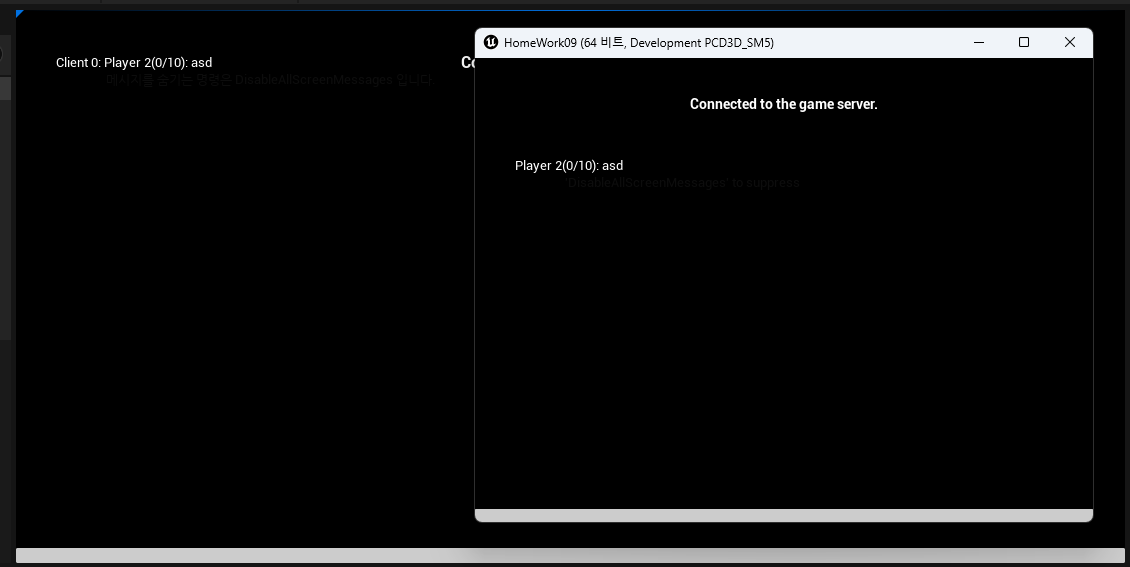 Client 0: Player 2(0/10): asd
메시지를 숨기는 명령은 DisableAllScreenMessages 입니다
Co
HomeWork09 (64 비트, Development PCD3D_SM5)
Connected to the game server.
Player 2(0/10): asd
DisableAllScreenMessages' to suppress